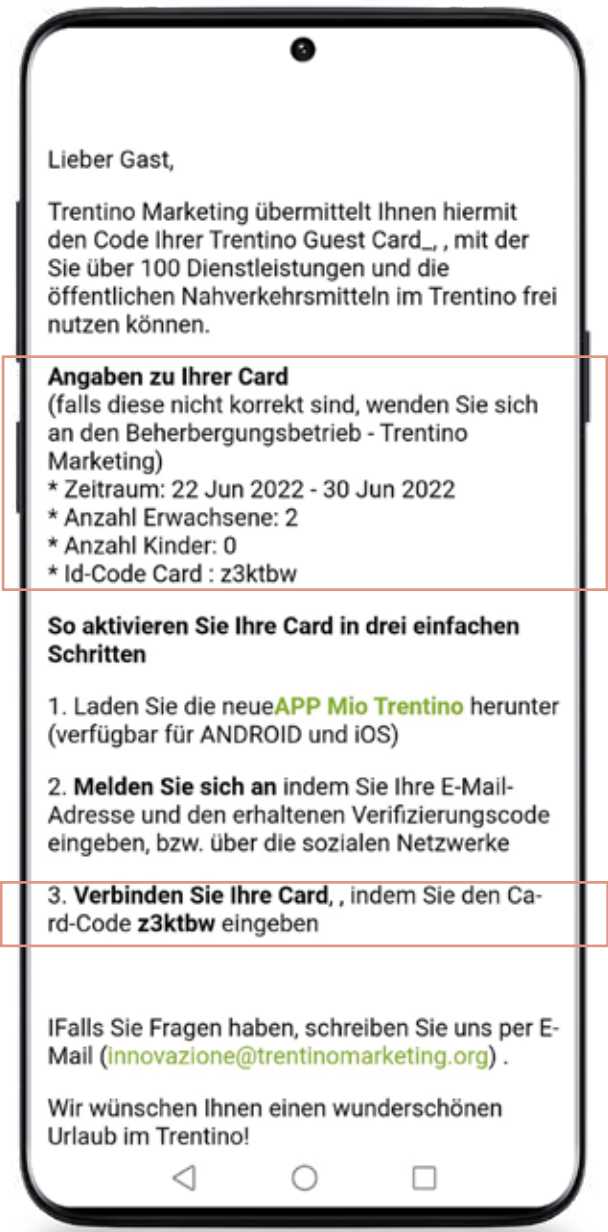 Lieber Gast,
Trentino Marketing übermittelt Ihnen hiermit
den Code Ihrer Trentino Guest Card_, , mit der
Sie über 100 Dienstleistungen und die
öffentlichen Nahverkehrsmitteln im Trentino frei
nutzen können.
Angaben zu Ihrer Card
(falls diese nicht korrekt sind, wenden Sie sich
an den Beherbergungsbetrieb - Trentino
Marketing)
* Zeitraum: 22 Jun 2022 - 30 Jun 2022
* Anzahl Erwachsene: 2
* Anzahl Kinder: 0
* Id-Code Card : z3ktbw
So aktivieren Sie Ihre Card in drei einfachen
Schritten
1. Laden Sie die neueAPP Mio Trentino herunter
(verfügbar für ANDROID und iOS)
2. Melden Sie sich an indem Sie Ihre E-Mail-
Adresse und den erhaltenen Verifizierungscode
eingeben, bzw. über die sozialen Netzwerke
3. Verbinden Sie Ihre Card, , indem Sie den Ca-
rd-Code z3ktbw eingeben
IFalls Sie Fragen haben, schreiben Sie uns per E-
Mail (innovazione@trentinomarketing.org) .
Wir wünschen Ihnen einen wunderschönen
Urlaub im Trentino!